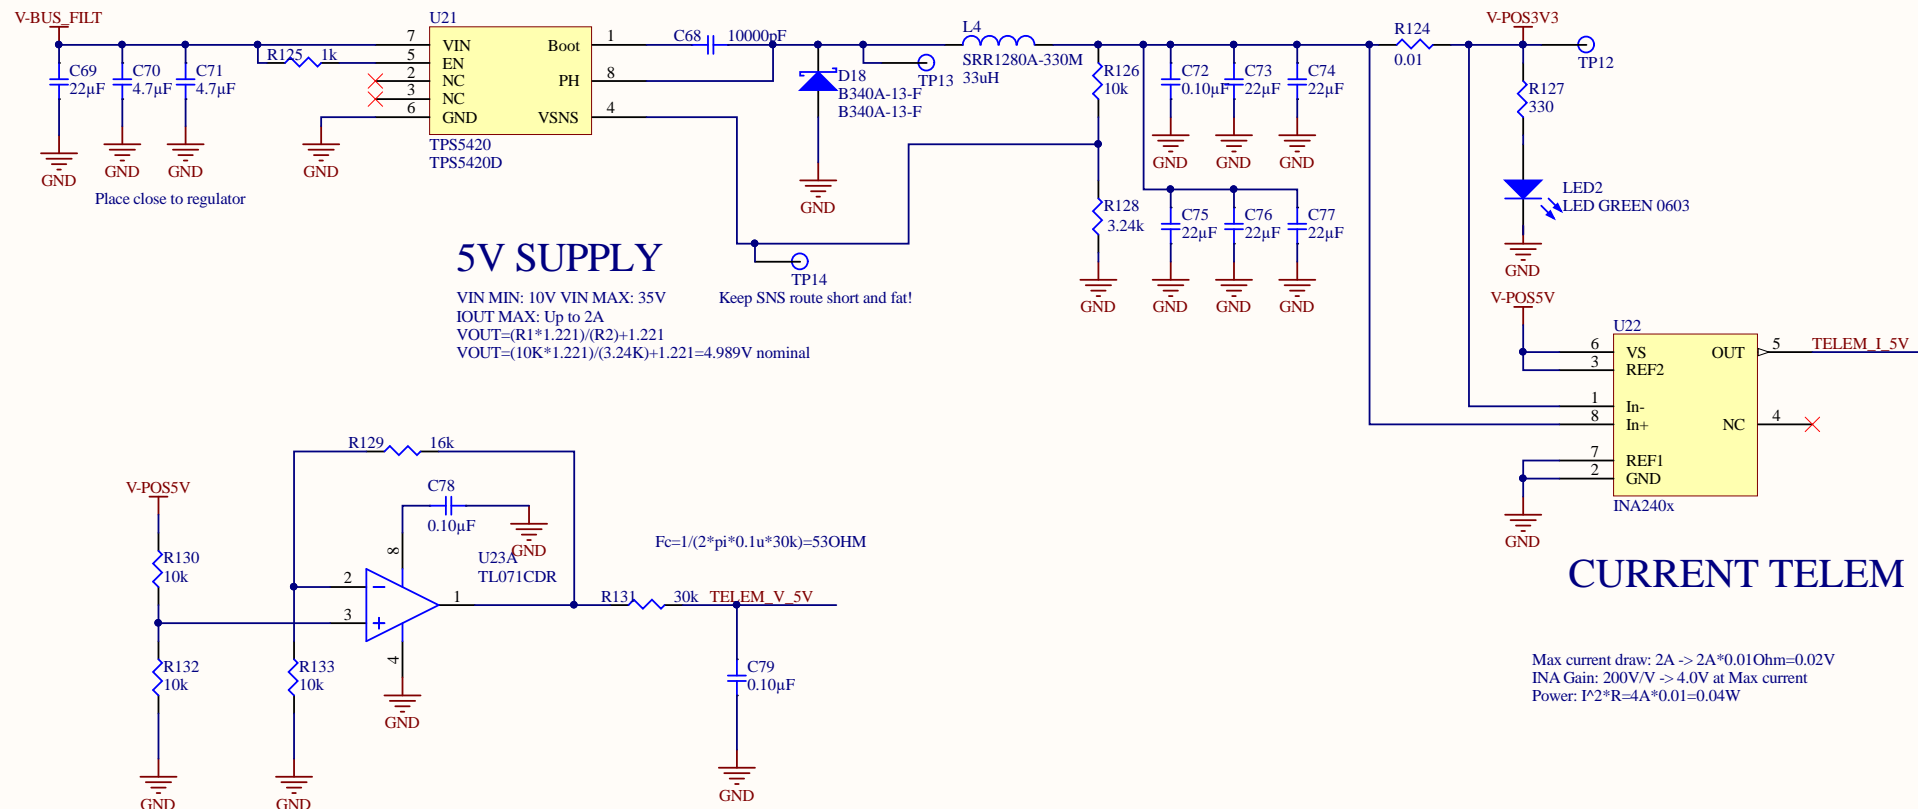 V-BUS_FILT
C69
22µF
GND
C70
4.7µF
GND
C71
4.7µF
GND
Place close to regulator
R125
1k
GND
U21
7
VIN
5
EN
2
NC
3
NC
6
GND
Boot
1
PH
8
VSNS
4
TPS5420
TPS5420D
C68
10000pF
D18
B340A-13-F
B340A-13-F
GND
TP13
L4
SRR1280A-330M
33uH
R126
10k
R128
3.24k
GND
C72
0.10µF
GND
C73
22µF
GND
C74
22µF
GND
C75
22µF
GND
C76
22µF
GND
C77
22µF
GND
R124
0.01
V-POS3V3
TP12
R127
330
LED2
LED GREEN 0603
GND
5V SUPPLY
VIN MIN: 10V VIN MAX: 35V
IOUT MAX: Up to 2A
VOUT=(R1*1.221)/(R2)+1.221
VOUT=(10K*1.221)/(3.24K)+1.221=4.989V nominal
TP14
Keep SNS route short and fat!
V-POS5V
U22
6
VS
3
REF2
1
In-
8
In+
7
REF1
2
GND
OUT
5
TELEM_I_5V
NC
4
INA240x
GND
R129
16k
V-POS5V
C78
0.10µF
GND
8
U23A
TL071CDR
R130
10k
2
3
1
4
GND
R132
10k
GND
R133
10k
GND
Fc=1/(2*pi*0.1u*30k)=53OHM
R131
30k
TELEM_V_5V
C79
0.10µF
GND
CURRENT TELEM
Max current draw: 2A -> 2A*0.01Ohm=0.02V
INA Gain: 200V/V -> 4.0V at Max current
Power: I^2*R=4A*0.01=0.04W